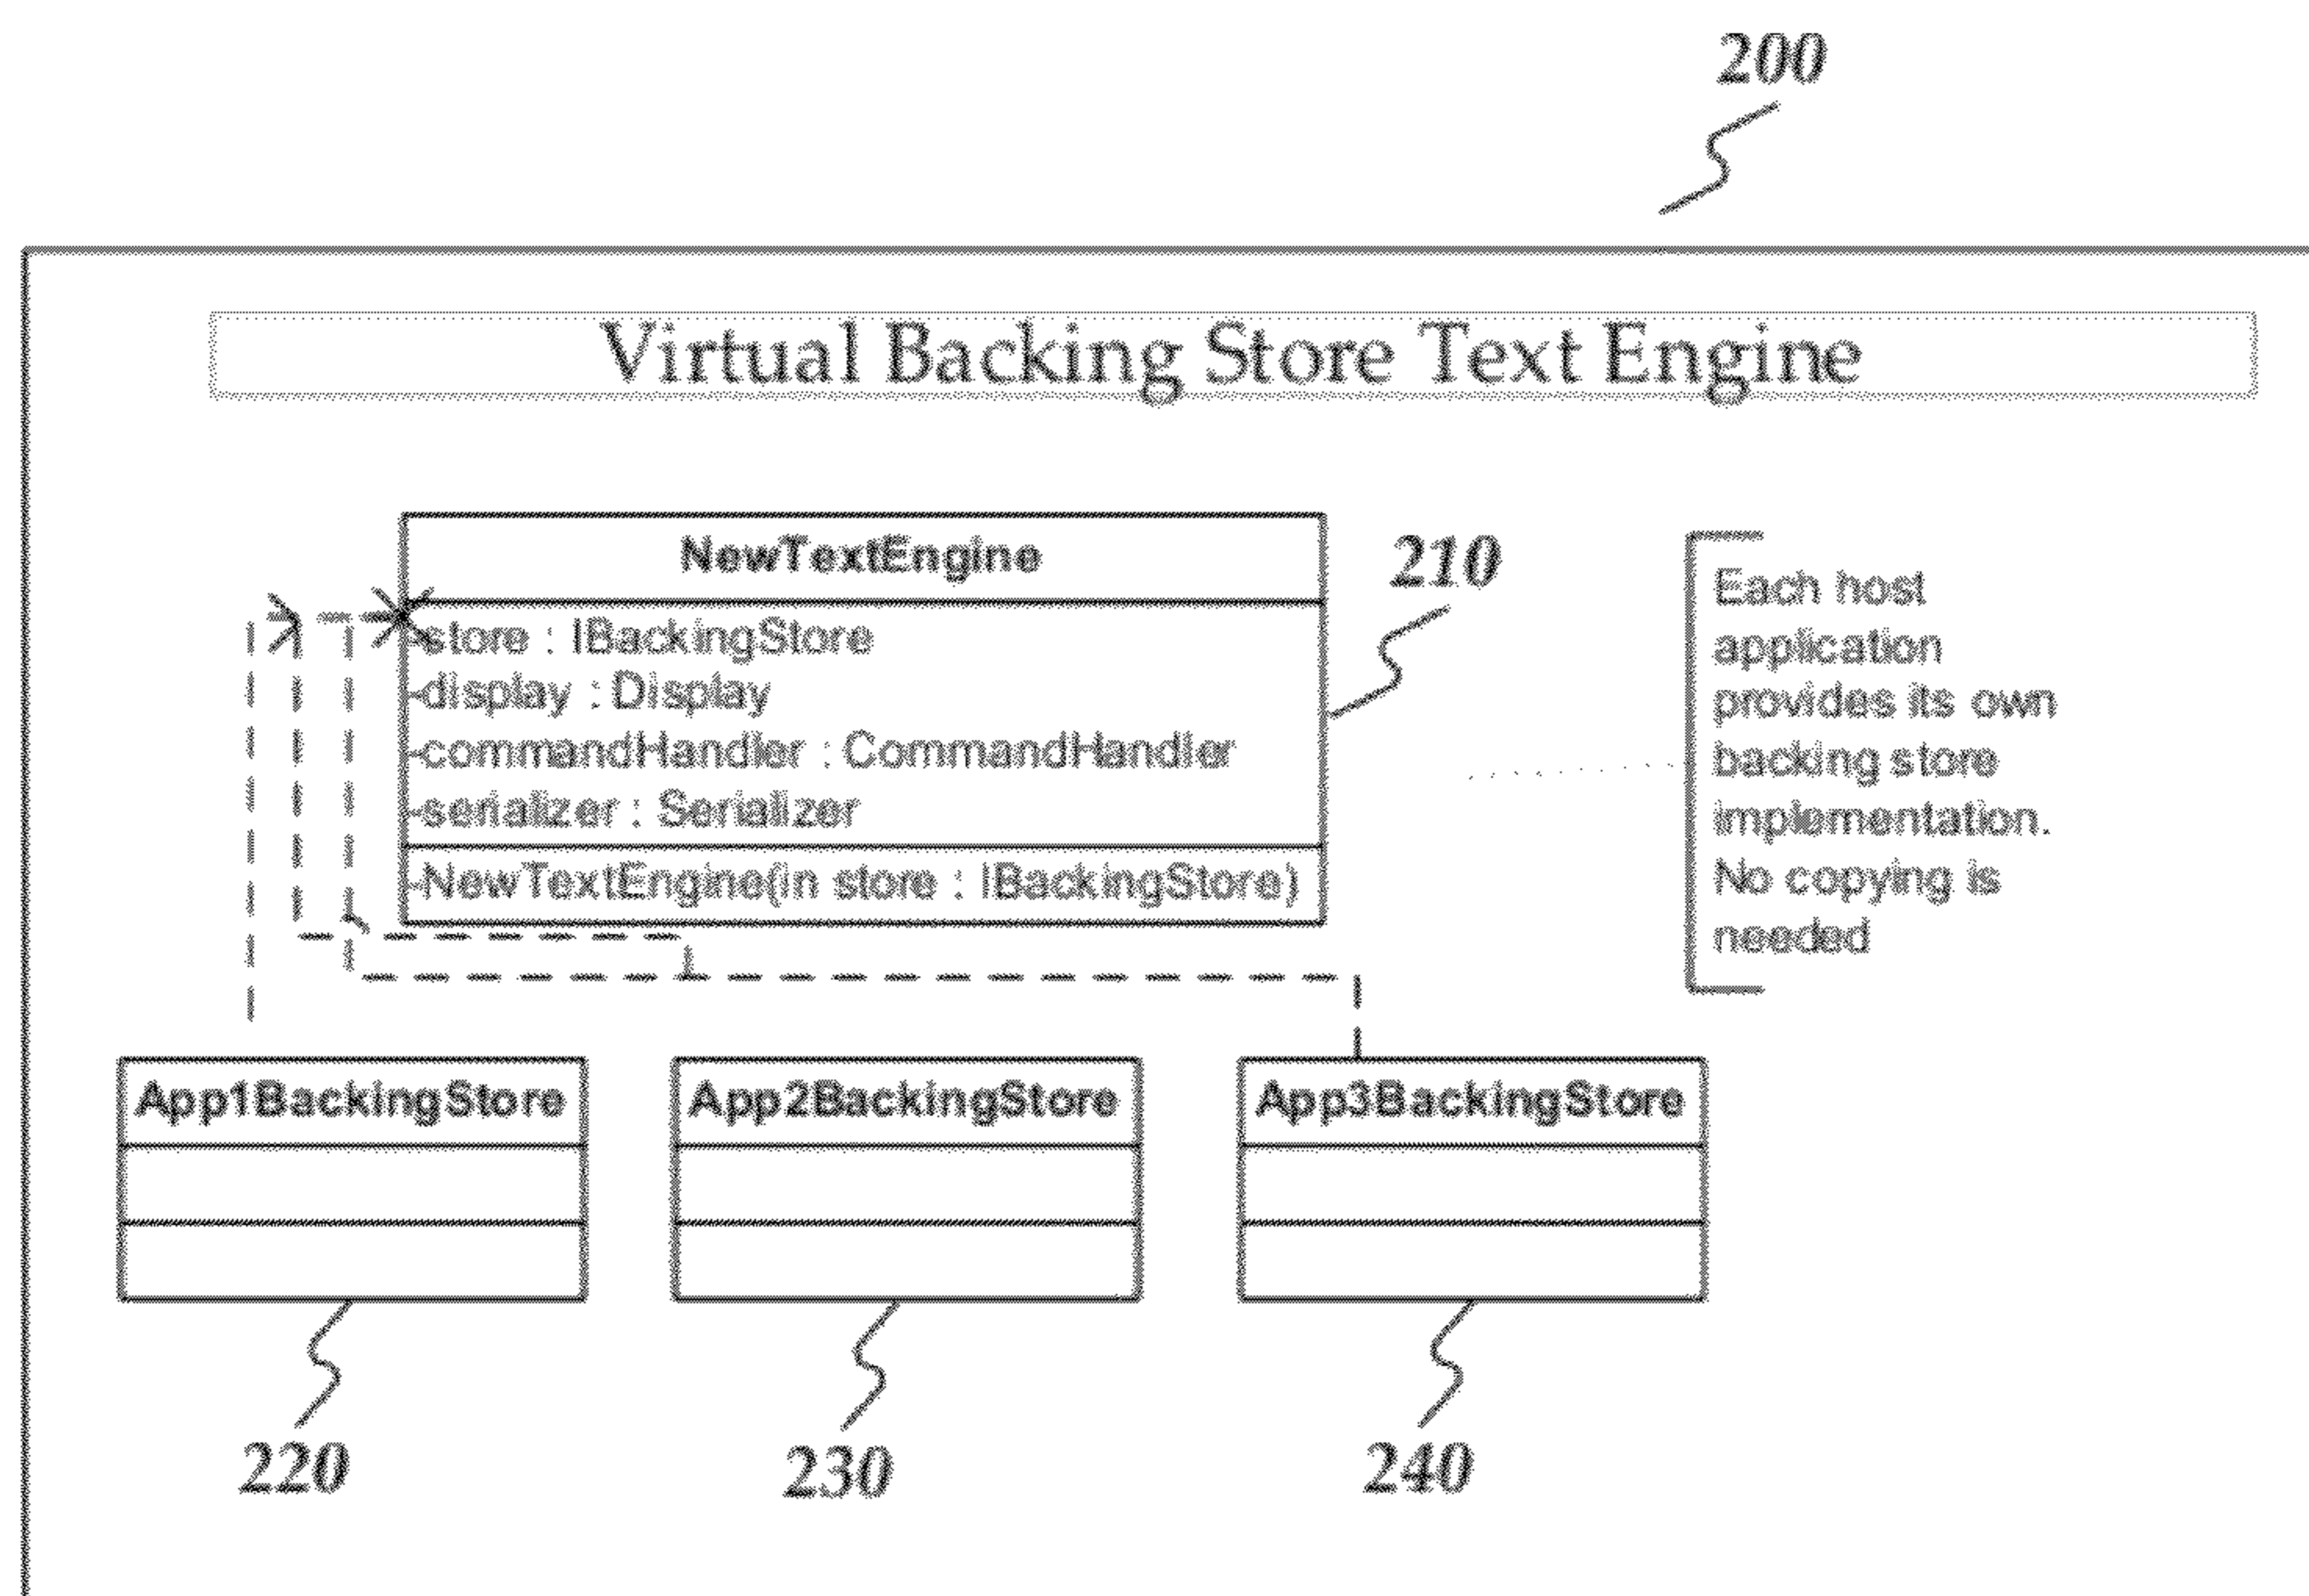 200
Virtual Backing Store Text Engine
NewTextEngine
-store : IBackingStore
-display : Display
-commandHandler : CommandHandler
-serializer : Serializer
-NewTextEngine(in store : IBackingStore)
210
Each host
application
provides its own
backing store
implementation.
No copying is
needed
App1BackingStore
App2BackingStore
App3BackingStore
220
230
240